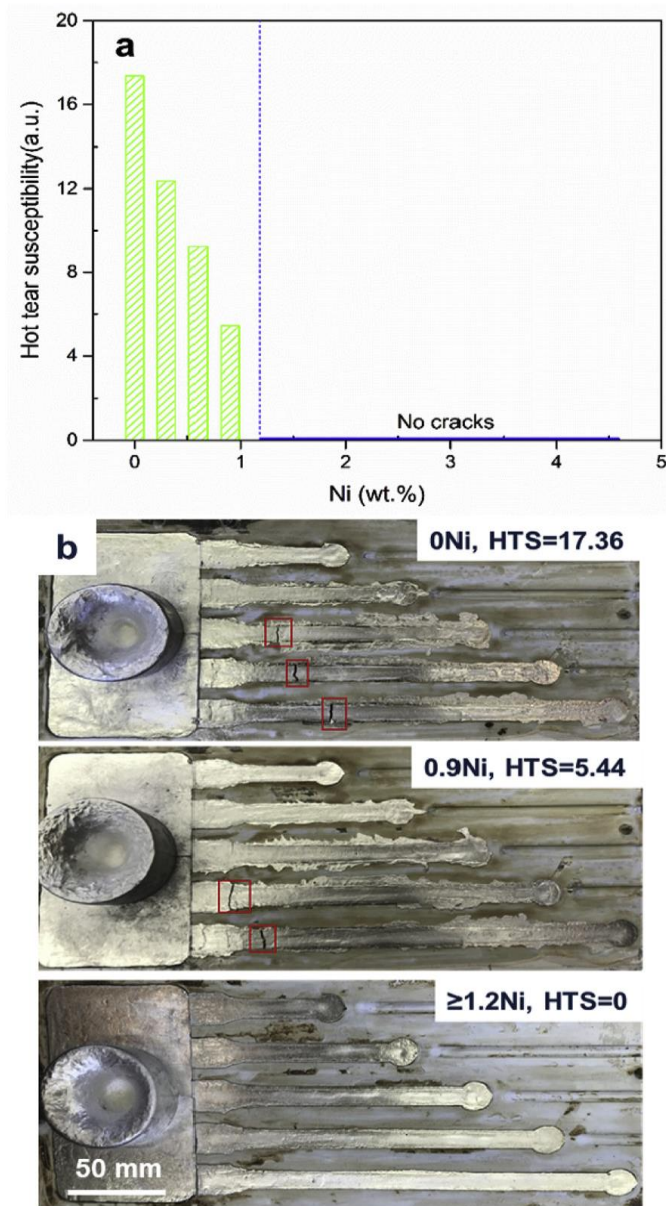 a
20
16
12
8
4
0
Hot tear susceptibility(a.u.)
No cracks
0 1 2 3 4 5
Ni (wt.%)
b
0Ni, HTS=17.36
0.9Ni, HTS=5.44
≥1.2Ni, HTS=0
50 mm